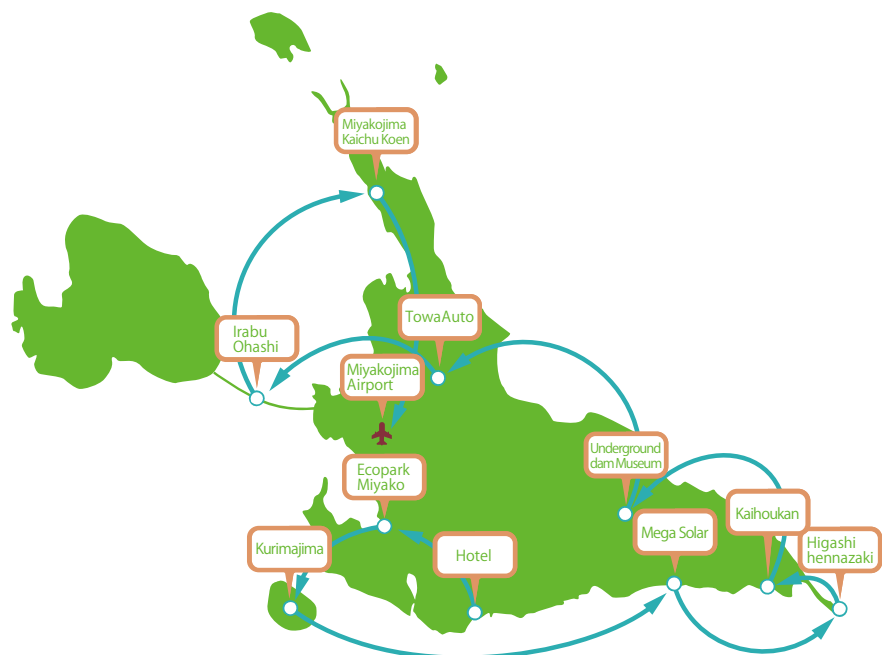 Miyakojima
Kaichu Koen
TowaAuto
Irabu
Ohashi
Miyakojima
Airport
Underground
dam Museum
Ecopark
Miyako
Kaihoukan
Mega Solar
Higashi
hennazaki
Kurimajima
Hotel